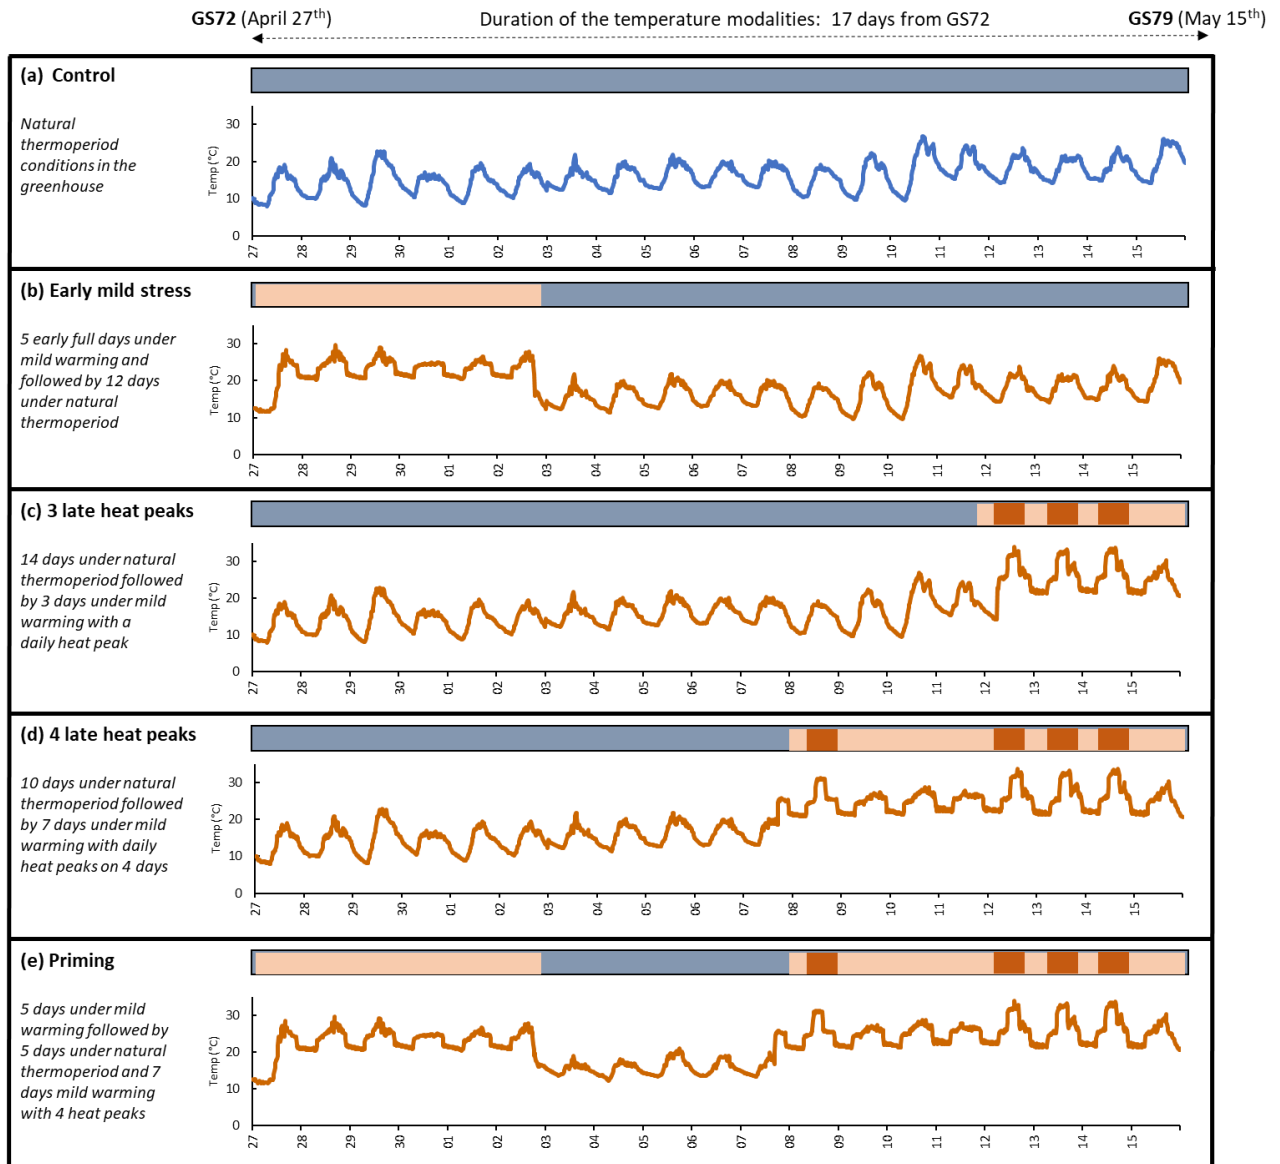 GS72 (April 27th) Duration of the temperature modalities: 17 days from GS72 GS79 (May 15th)
(a) Control
Natural
thermoperiod
conditions in the
greenhouse
Temp (°C)
30
20
10
0
27 28 29 30 01 02 03 04 05 06 07 08 09 10 11 12 13 14 15
(b) Early mild stress
5 early full days under
mild warming and
followed by 12 days
under natural
thermoperiod
Temp (°C)
30
20
10
0
27 28 29 30 01 02 03 04 05 06 07 08 09 10 11 12 13 14 15
(c) 3 late heat peaks
14 days under natural
thermoperiod followed
by 3 days under mild
warming with a
daily heat peak
Temp (°C)
30
20
10
0
27 28 29 30 01 02 03 04 05 06 07 08 09 10 11 12 13 14 15
(d) 4 late heat peaks
10 days under natural
thermoperiod followed
by 7 days under mild
warming with daily
heat peaks on 4 days
Temp (°C)
30
20
10
0
27 28 29 30 01 02 03 04 05 06 07 08 09 10 11 12 13 14 15
(e) Priming
5 days under mild
warming followed by
5 days under natural
thermoperiod and 7
days mild warming
with 4 heat peaks
Temp (°C)
30
20
10
0
27 28 29 30 01 02 03 04 05 06 07 08 09 10 11 12 13 14 15